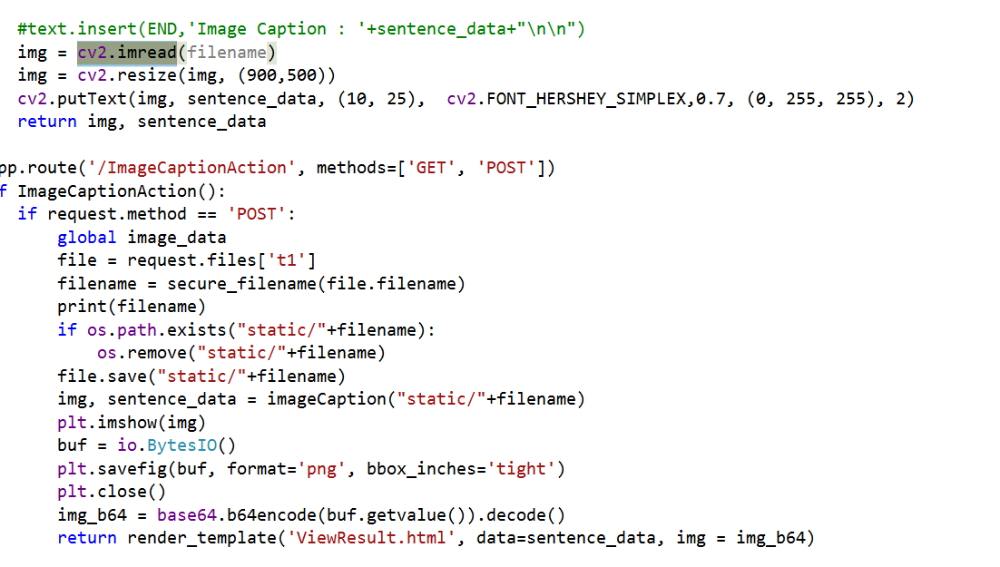 #text.insert(END,'Image Caption : '+sentence_data+"\n\n")
img = cv2.imread(filename)
img = cv2.resize(img, (900,500))
cv2.putText(img, sentence_data, (10, 25),  cv2.FONT_HERSHEY_SIMPLEX,0.7, (0, 255, 255), 2)
return img, sentence_data
pp.route('/ImageCaptionAction', methods=['GET', 'POST'])
f ImageCaptionAction():
if request.method == 'POST':
global image_data
file = request.files['t1']
filename = secure_filename(file.filename)
print(filename)
if os.path.exists("static/"+filename):
os.remove("static/"+filename)
file.save("static/"+filename)
img, sentence_data = imageCaption("static/"+filename)
plt.imshow(img)
buf = io.BytesIO()
plt.savefig(buf, format='png', bbox_inches='tight')
plt.close()
img_b64 = base64.b64encode(buf.getvalue()).decode()
return render_template('ViewResult.html', data=sentence_data, img = img_b64)